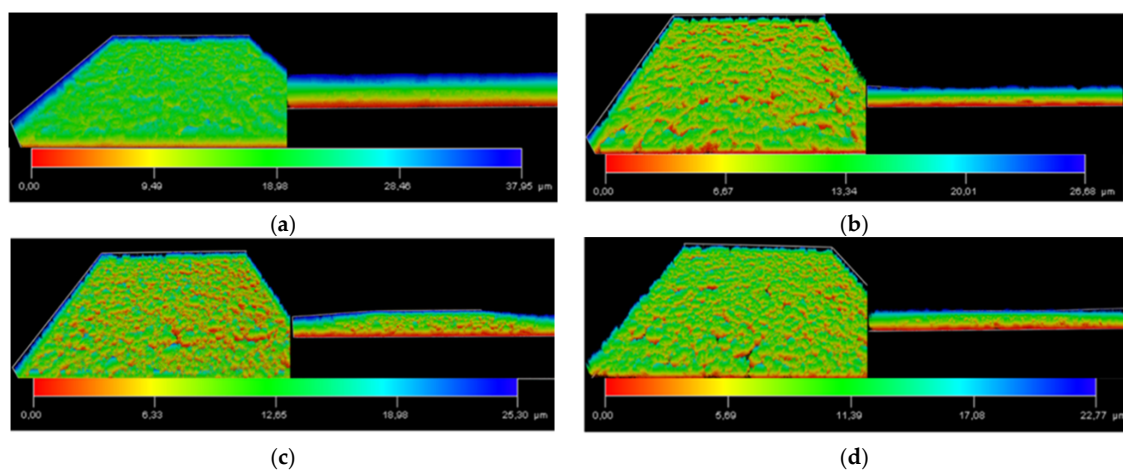 0,00 9,49 18,98 28,46 37,95 µm
(a)
0,00 6,67 13,34 20,01 26,68 µm
(b)
0,00 6,33 12,65 18,98 25,30 µm
(c)
0,00 5,69 11,39 17,08 22,77 µm
(d)